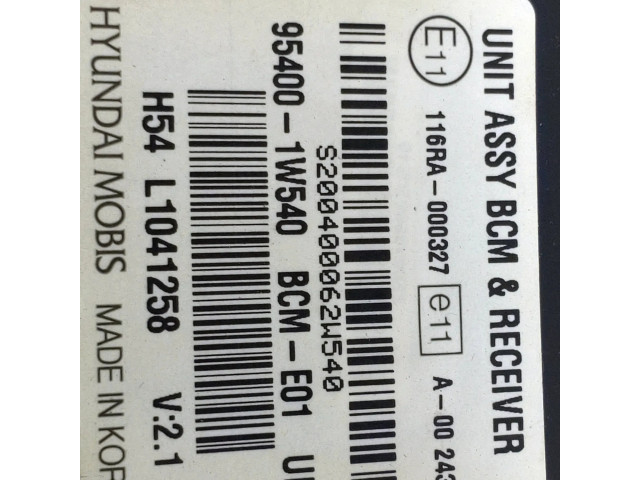 UNIT ASSY BCM & RECEIVER
E11 116RA-000327 e11 A-00 243
S200400062W540
95400-1W540 BCM-E01 U
H54 L1041258 V:2.1
HYUNDAI MOBIS MADE IN KOR